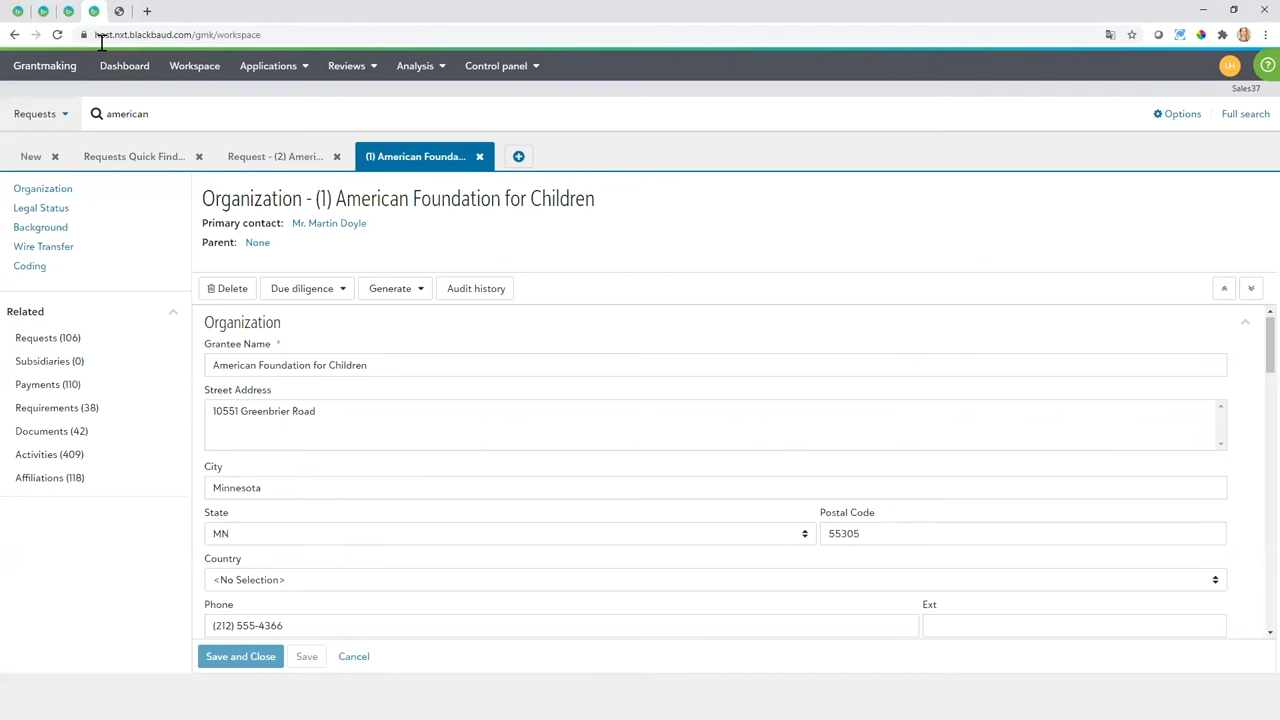 host.nxt.blackbaud.com/gmk/workspace
Grantmaking Dashboard Workspace Applications Reviews Analysis Control panel LH
Sales37
Requests american Options Full search
New Requests Quick Find... Request - (2) Ameri... (1) American Founda...
Organization
Legal Status
Background
Wire Transfer
Coding
Related
Requests (106)
Subsidiaries (0)
Payments (110)
Requirements (38)
Documents (42)
Activities (409)
Affiliations (118)
Organization - (1) American Foundation for Children
Primary contact: Mr. Martin Doyle
Parent: None
Delete Due diligence Generate Audit history
Organization
Grantee Name *
American Foundation for Children
Street Address
10551 Greenbrier Road
City
Minnesota
State Postal Code
MN 55305
Country
<No Selection>
Phone Ext
(212) 555-4366
Save and Close Save Cancel